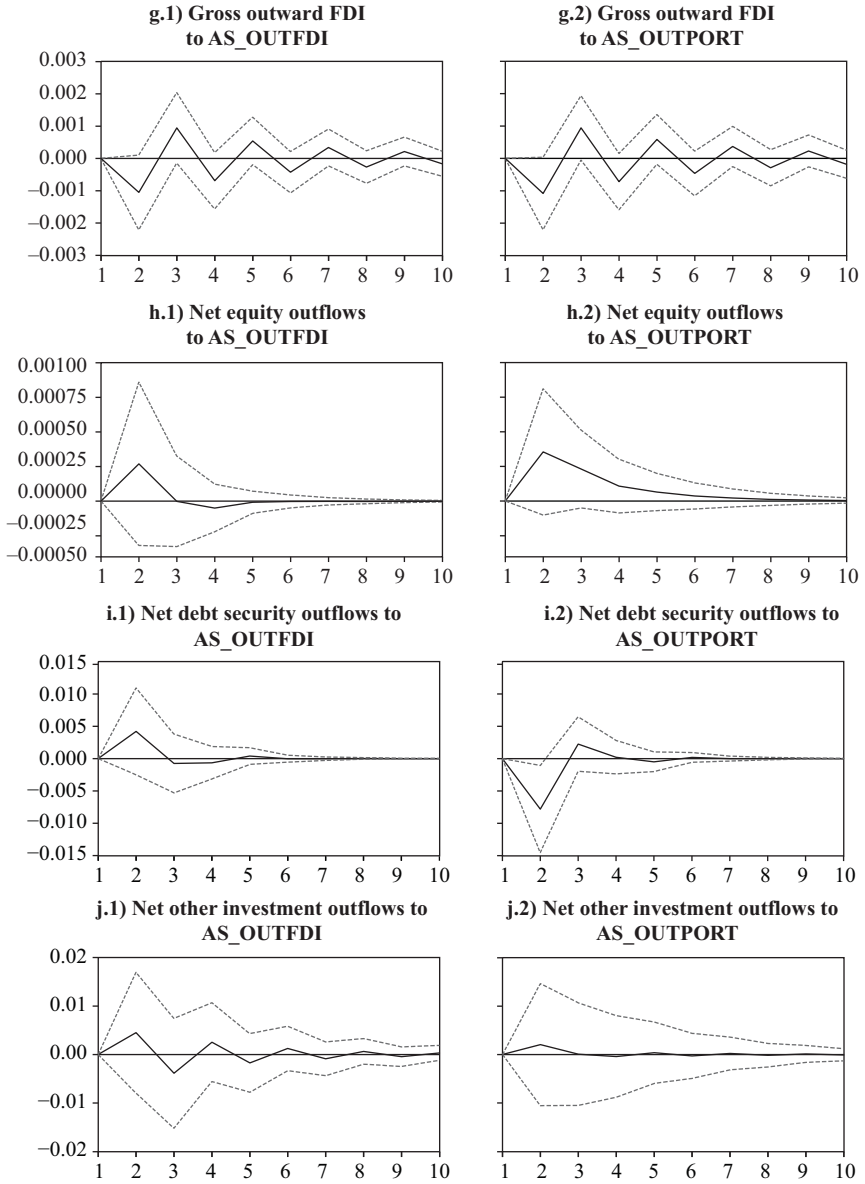 g.1) Gross outward FDI
to AS_OUTFDI
g.2) Gross outward FDI
to AS_OUTPORT
0.003
0.002
0.001
0.000
−0.001
−0.002
−0.003
1 2 3 4 5 6 7 8 9 10
1 2 3 4 5 6 7 8 9 10
h.1) Net equity outflows
to AS_OUTFDI
h.2) Net equity outflows
to AS_OUTPORT
0.00100
0.00075
0.00050
0.00025
0.00000
−0.00025
−0.00050
1 2 3 4 5 6 7 8 9 10
1 2 3 4 5 6 7 8 9 10
i.1) Net debt security outflows to
AS_OUTFDI
i.2) Net debt security outflows to
AS_OUTPORT
0.015
0.010
0.005
0.000
−0.005
−0.010
−0.015
1 2 3 4 5 6 7 8 9 10
1 2 3 4 5 6 7 8 9 10
j.1) Net other investment outflows to
AS_OUTFDI
j.2) Net other investment outflows to
AS_OUTPORT
0.02
0.01
0.00
−0.01
−0.02
1 2 3 4 5 6 7 8 9 10
1 2 3 4 5 6 7 8 9 10